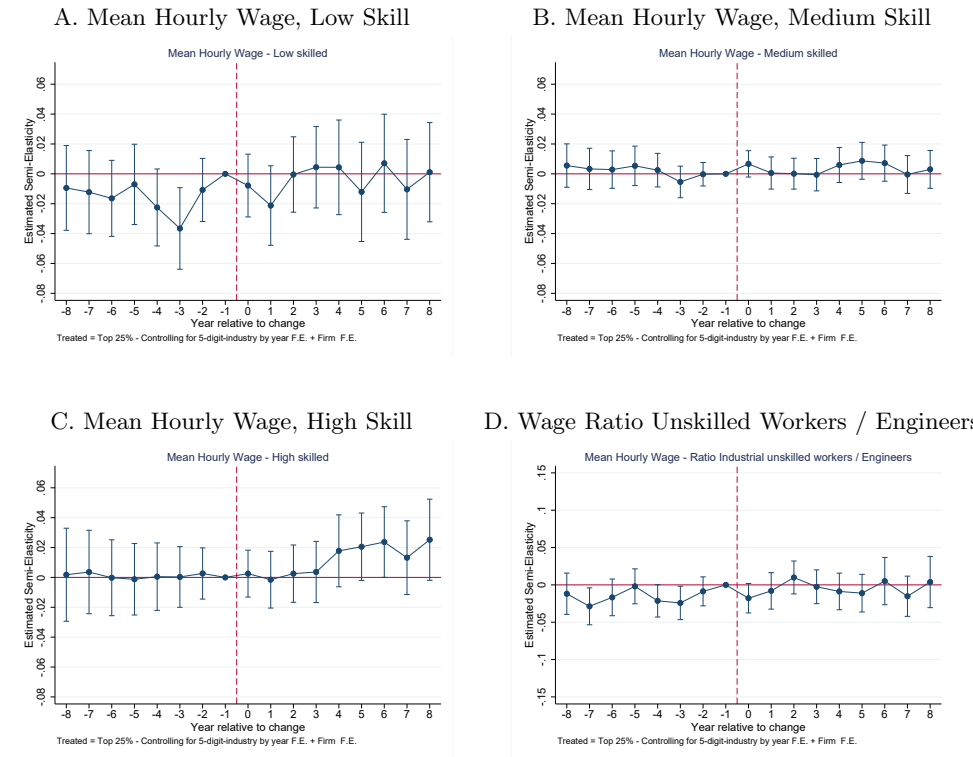 A. Mean Hourly Wage, Low Skill
Mean Hourly Wage - Low skilled
Estimated Semi-Elasticity
.06
.04
.02
0
-.02
-.04
-.06
-.08
-8 -7 -6 -5 -4 -3 -2 -1 0 1 2 3 4 5 6 7 8
Year relative to change
Treated = Top 25% - Controlling for 5-digit-industry by year F.E. + Firm F.E.
B. Mean Hourly Wage, Medium Skill
Mean Hourly Wage - Medium skilled
Estimated Semi-Elasticity
.06
.04
.02
0
-.02
-.04
-.06
-.08
-8 -7 -6 -5 -4 -3 -2 -1 0 1 2 3 4 5 6 7 8
Year relative to change
Treated = Top 25% - Controlling for 5-digit-industry by year F.E. + Firm F.E.
C. Mean Hourly Wage, High Skill
Mean Hourly Wage - High skilled
Estimated Semi-Elasticity
.06
.04
.02
0
-.02
-.04
-.06
-.08
-8 -7 -6 -5 -4 -3 -2 -1 0 1 2 3 4 5 6 7 8
Year relative to change
Treated = Top 25% - Controlling for 5-digit-industry by year F.E. + Firm F.E.
D. Wage Ratio Unskilled Workers / Engineers
Mean Hourly Wage - Ratio Industrial unskilled workers / Engineers
Estimated Semi-Elasticity
.15
.1
.05
0
-.05
-.1
-.15
-8 -7 -6 -5 -4 -3 -2 -1 0 1 2 3 4 5 6 7 8
Year relative to change
Treated = Top 25% - Controlling for 5-digit-industry by year F.E. + Firm F.E.